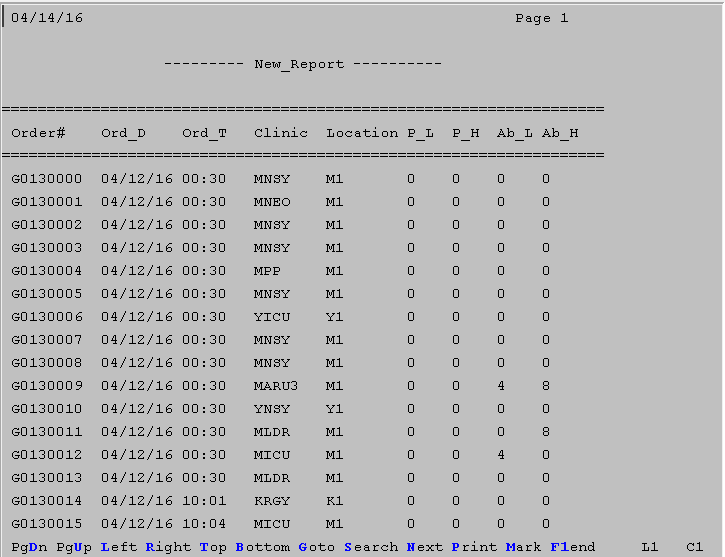 04/14/16 Page 1
--------- New_Report ----------
===================================================================
Order# Ord_D Ord_T Clinic Location P_L P_H Ab_L Ab_H
===================================================================
G0130000 04/12/16 00:30 MNSY M1 0 0 0 0
G0130001 04/12/16 00:30 MNEO M1 0 0 0 0
G0130002 04/12/16 00:30 MNSY M1 0 0 0 0
G0130003 04/12/16 00:30 MNSY M1 0 0 0 0
G0130004 04/12/16 00:30 MPP M1 0 0 0 0
G0130005 04/12/16 00:30 MNSY M1 0 0 0 0
G0130006 04/12/16 00:30 YICU Y1 0 0 0 0
G0130007 04/12/16 00:30 MNSY M1 0 0 0 0
G0130008 04/12/16 00:30 MNSY M1 0 0 0 0
G0130009 04/12/16 00:30 MARU3 M1 0 0 4 8
G0130010 04/12/16 00:30 YNSY Y1 0 0 0 0
G0130011 04/12/16 00:30 MLDR M1 0 0 0 8
G0130012 04/12/16 00:30 MICU M1 0 0 4 0
G0130013 04/12/16 00:30 MLDR M1 0 0 0 0
G0130014 04/12/16 10:01 KRGY K1 0 0 0 0
G0130015 04/12/16 10:04 MICU M1 0 0 0 0
PgDn PgUp Left Right Top Bottom Goto Search Next Print Mark F1end L1 C1